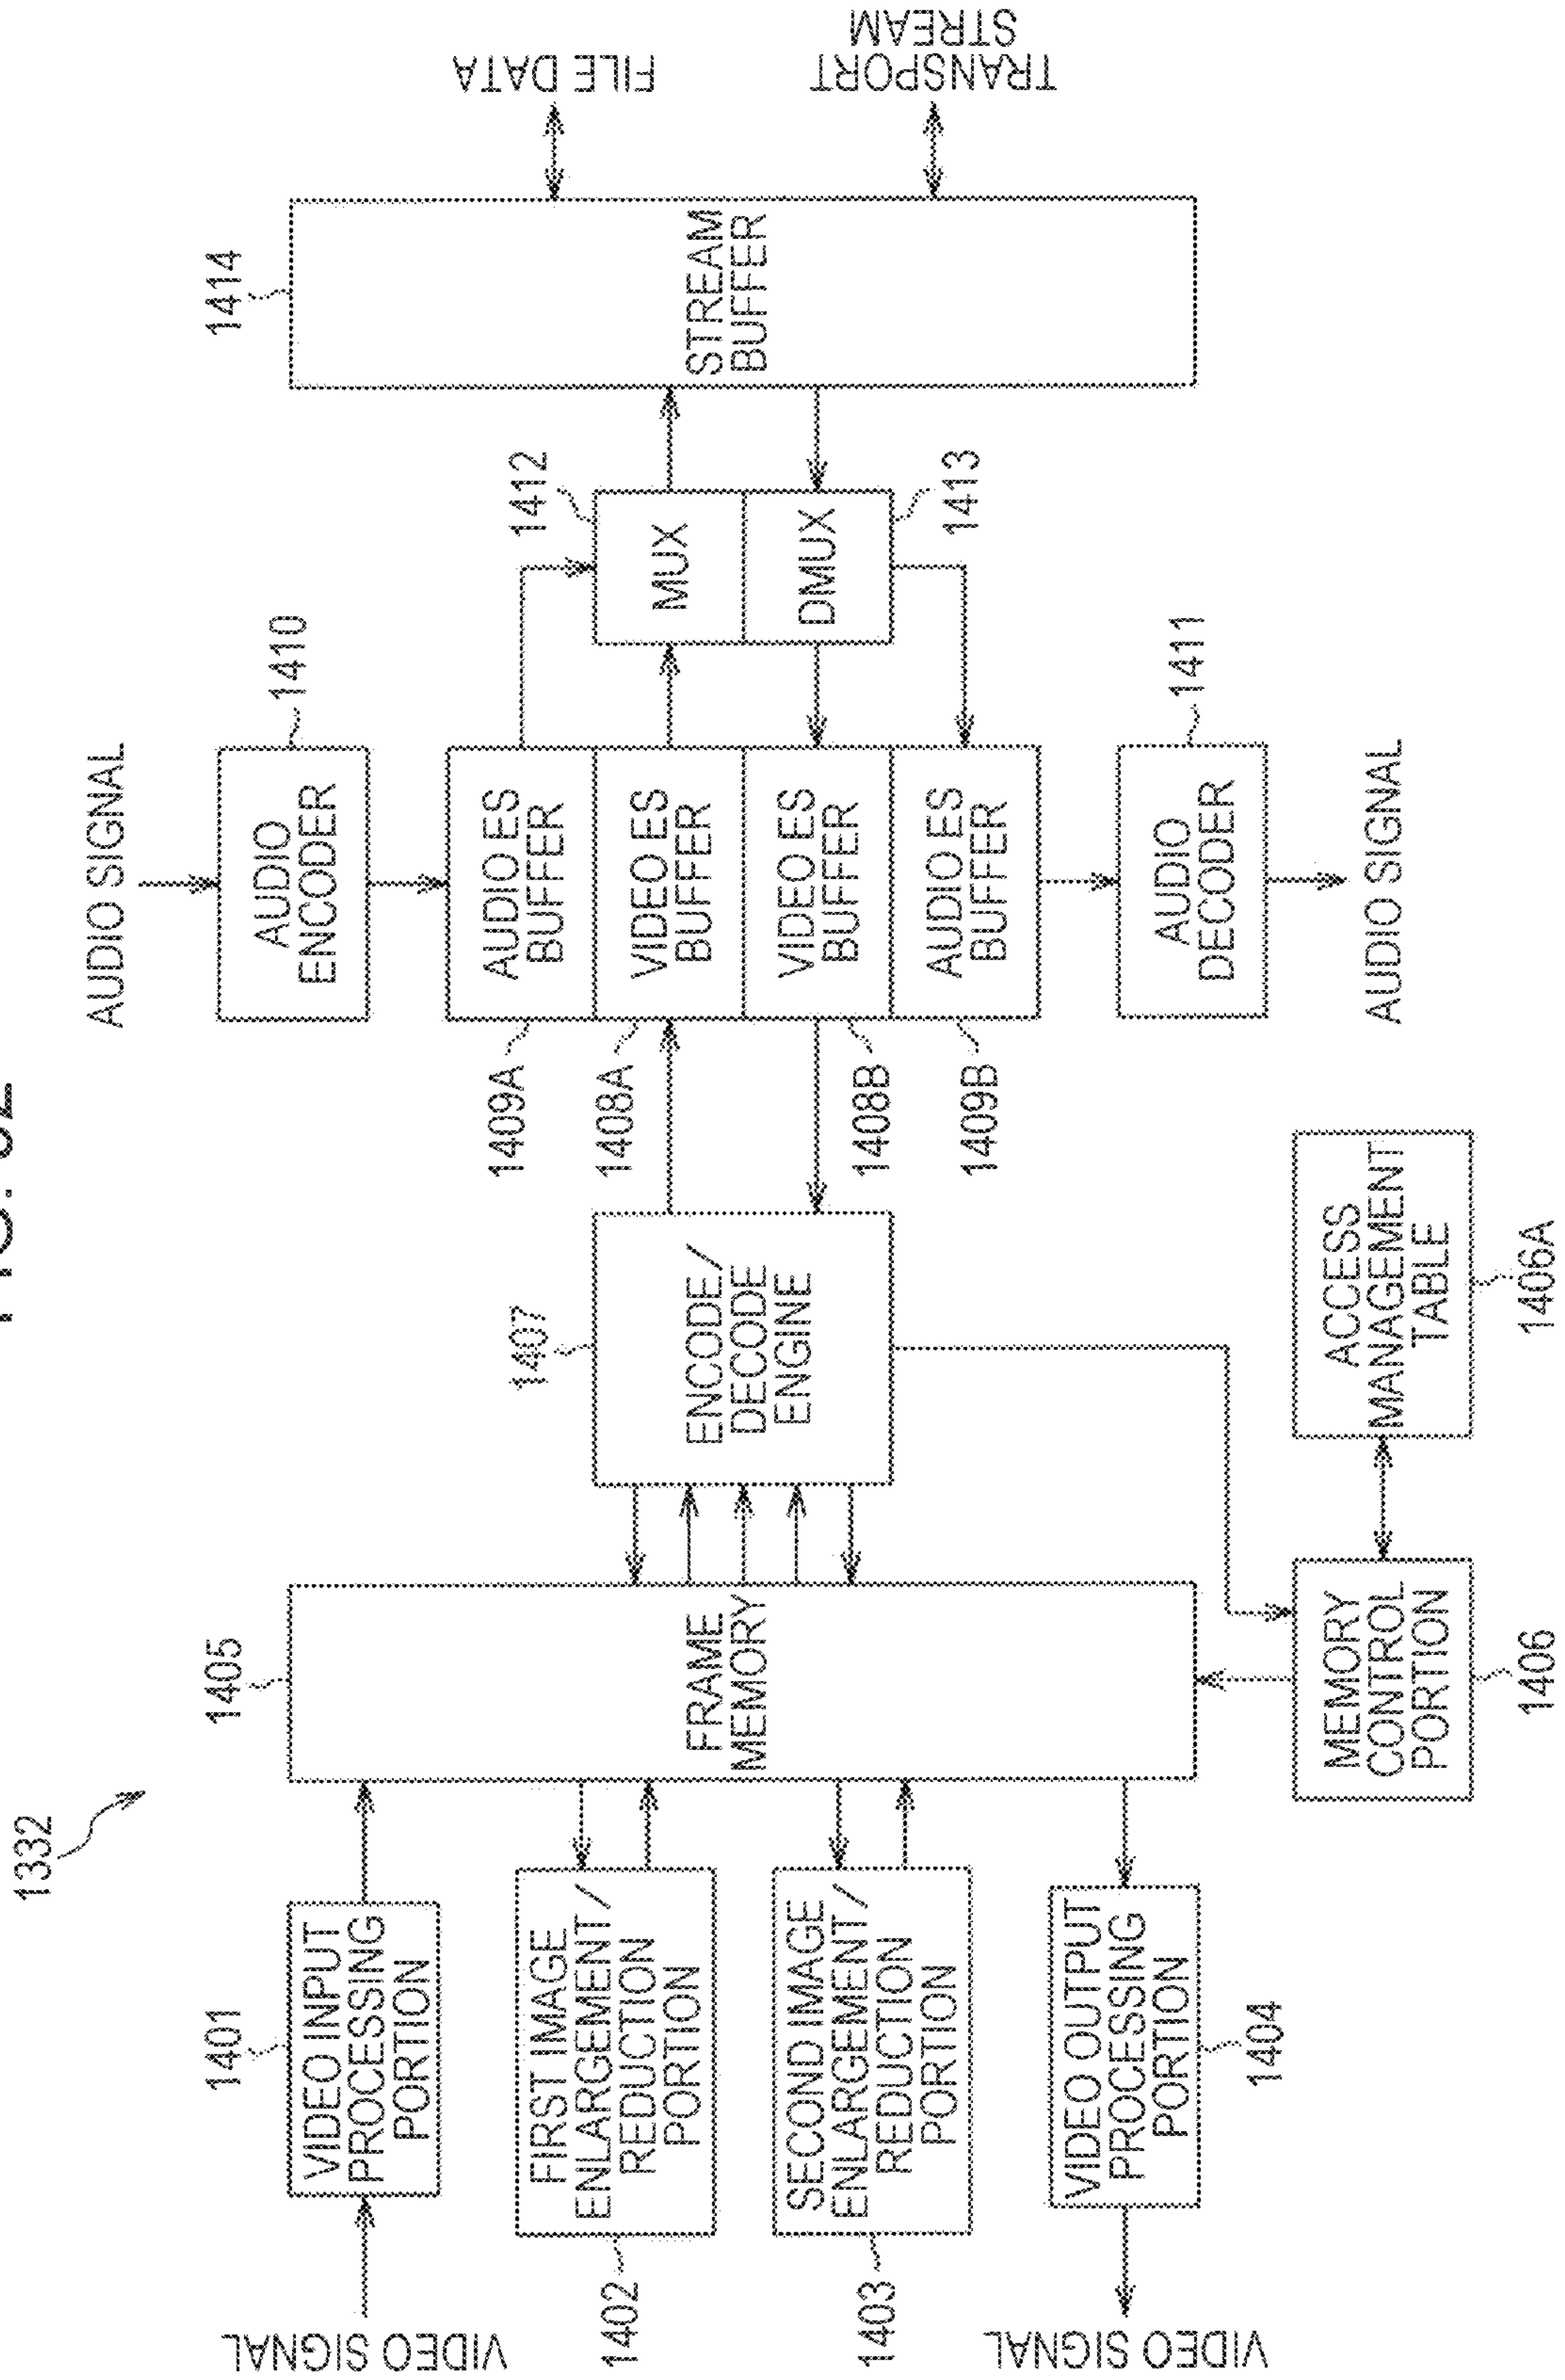 1332
VIDEO SIGNAL
1401
VIDEO INPUT
PROCESSING
PORTION
1402
FIRST IMAGE
ENLARGEMENT/
REDUCTION
PORTION
1403
SECOND IMAGE
ENLARGEMENT/
REDUCTION
PORTION
VIDEO SIGNAL
1404
VIDEO OUTPUT
PROCESSING
PORTION
1405
FRAME
MEMORY
1406
MEMORY
CONTROL
PORTION
1406A
ACCESS
MANAGEMENT
TABLE
1407
ENCODE/
DECODE
ENGINE
AUDIO SIGNAL
1410
AUDIO
ENCODER
1409A
AUDIO ES
BUFFER
1408A
VIDEO ES
BUFFER
1408B
VIDEO ES
BUFFER
1409B
AUDIO ES
BUFFER
1411
AUDIO
DECODER
AUDIO SIGNAL
1412
MUX
DMUX
1413
1414
STREAM
BUFFER
FILE DATA
TRANSPORT
STREAM